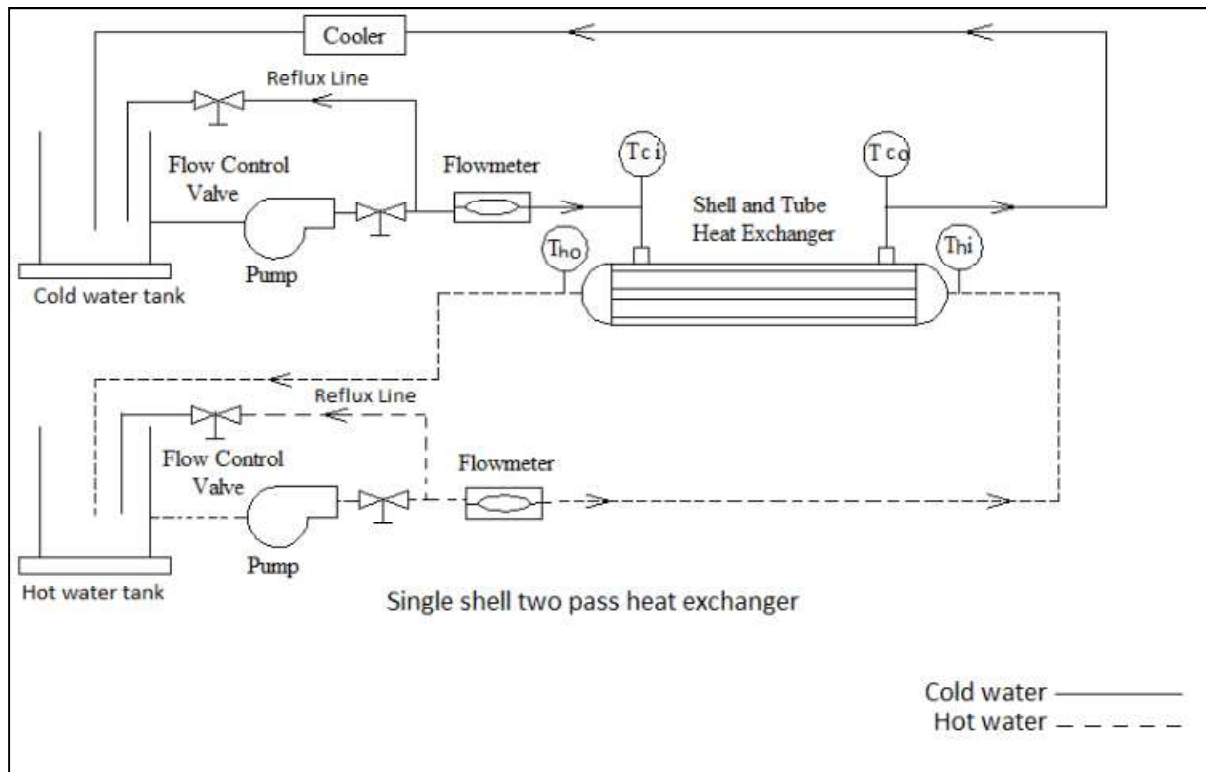 Cooler
Reflux Line
Flow Control
Valve
Flowmeter
Tci
Tco
Shell and Tube
Heat Exchanger
Tho
Thi
Pump
Cold water tank
Reflux Line
Flow Control
Valve
Flowmeter
Pump
Hot water tank
Single shell two pass heat exchanger
Cold water
Hot water